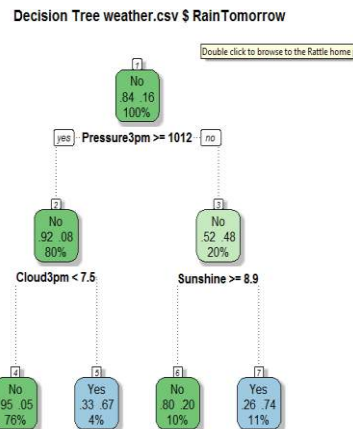 Decision Tree weather.csv $ RainTomorrow
Double click to browse to the Rattle home
1
No
.84 .16
100%
yes Pressure3pm >= 1012 no
2
No
.92 .08
80%
3
No
.52 .48
20%
Cloud3pm < 7.5
Sunshine >= 8.9
4
No
95 .05
76%
5
Yes
.33 .67
4%
6
No
.80 .20
10%
7
Yes
.26 .74
11%